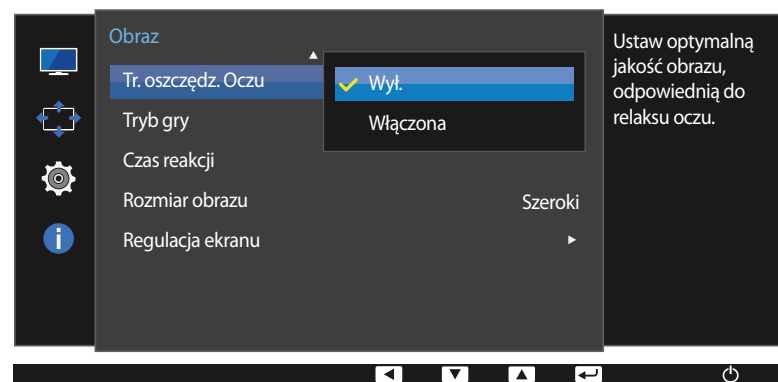 Obraz
Tr. oszczędz. Oczu
Wył.
Tryb gry
Włączona
Czas reakcji
Rozmiar obrazu Szeroki
Regulacja ekranu
Ustaw optymalną
jakość obrazu,
odpowiednią do
relaksu oczu.